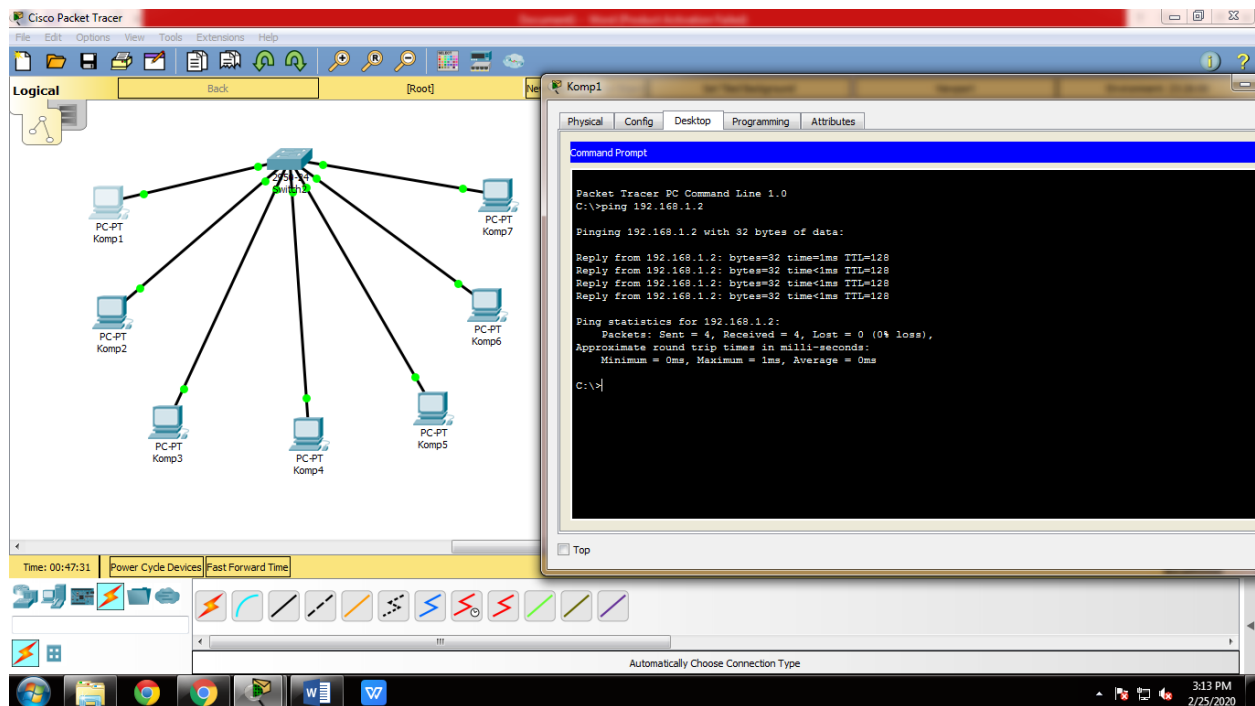 Cisco Packet Tracer
File Edit Options View Tools Extensions Help
Logical
Back
[Root]
Ne
PC-PT
Komp1
PC-PT
Komp2
PC-PT
Komp3
PC-PT
Komp4
PC-PT
Komp5
PC-PT
Komp6
PC-PT
Komp7
2950-24
Switch2
Komp1
Physical Config Desktop Programming Attributes
Command Prompt
Packet Tracer PC Command Line 1.0
C:\>ping 192.168.1.2
Pinging 192.168.1.2 with 32 bytes of data:
Reply from 192.168.1.2: bytes=32 time=1ms TTL=128
Reply from 192.168.1.2: bytes=32 time<1ms TTL=128
Reply from 192.168.1.2: bytes=32 time<1ms TTL=128
Reply from 192.168.1.2: bytes=32 time<1ms TTL=128
Ping statistics for 192.168.1.2:
Packets: Sent = 4, Received = 4, Lost = 0 (0% loss),
Approximate round trip times in milli-seconds:
Minimum = 0ms, Maximum = 1ms, Average = 0ms
C:\>
Top
Time: 00:47:31 Power Cycle Devices Fast Forward Time
Automatically Choose Connection Type
3:13 PM
2/25/2020